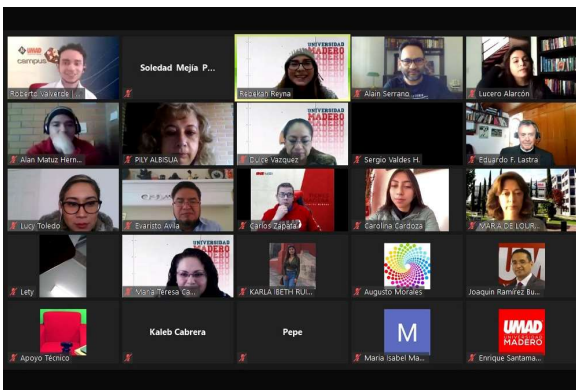 UMAD
campus
Roberto Valverde |...
Soledad Mejía P...
UNIVERSIDAD
MADERO
Rebekah Reyna
Alain Serrano
Lucero Alarcón
Alan Matuz Hern...
PILY ALBISUA
UNIVERSIDAD
MADERO
Dulce Vazquez
Sergio Valdes H.
Eduardo F. Lastra
Lucy Toledo
Evaristo Avila
Carlos Zapata
Carolina Cardoza
MARIA DE LOUR...
Lety
UNIVERSIDAD
MADERO
Maria Teresa Ca...
KARLA IBETH RUI...
Augusto Morales
Joaquin Ramírez Bu...
Apoyo Técnico
Kaleb Cabrera
Pepe
M
Maria Isabel Ma...
UMAD
UNIVERSIDAD
MADERO
Enrique Santama...